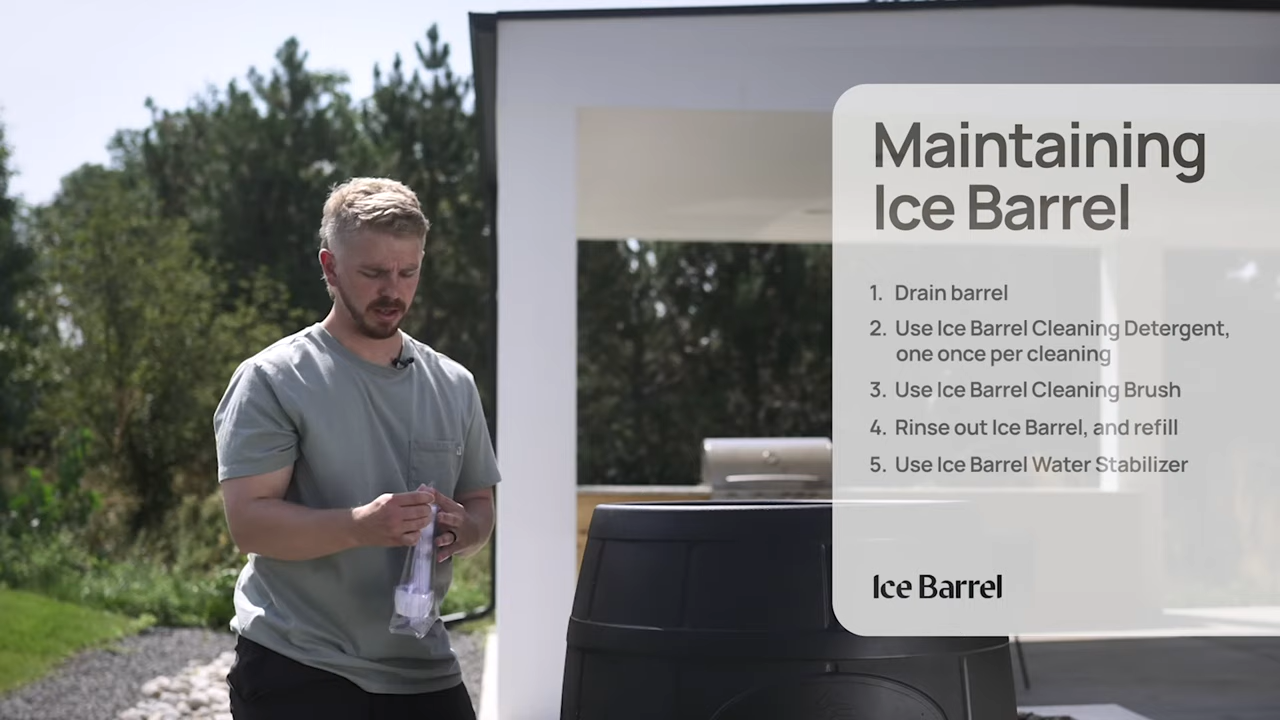 Maintaining
Ice Barrel
1. Drain barrel
2. Use Ice Barrel Cleaning Detergent,
one once per cleaning
3. Use Ice Barrel Cleaning Brush
4. Rinse out Ice Barrel, and refill
5. Use Ice Barrel Water Stabilizer
Ice Barrel